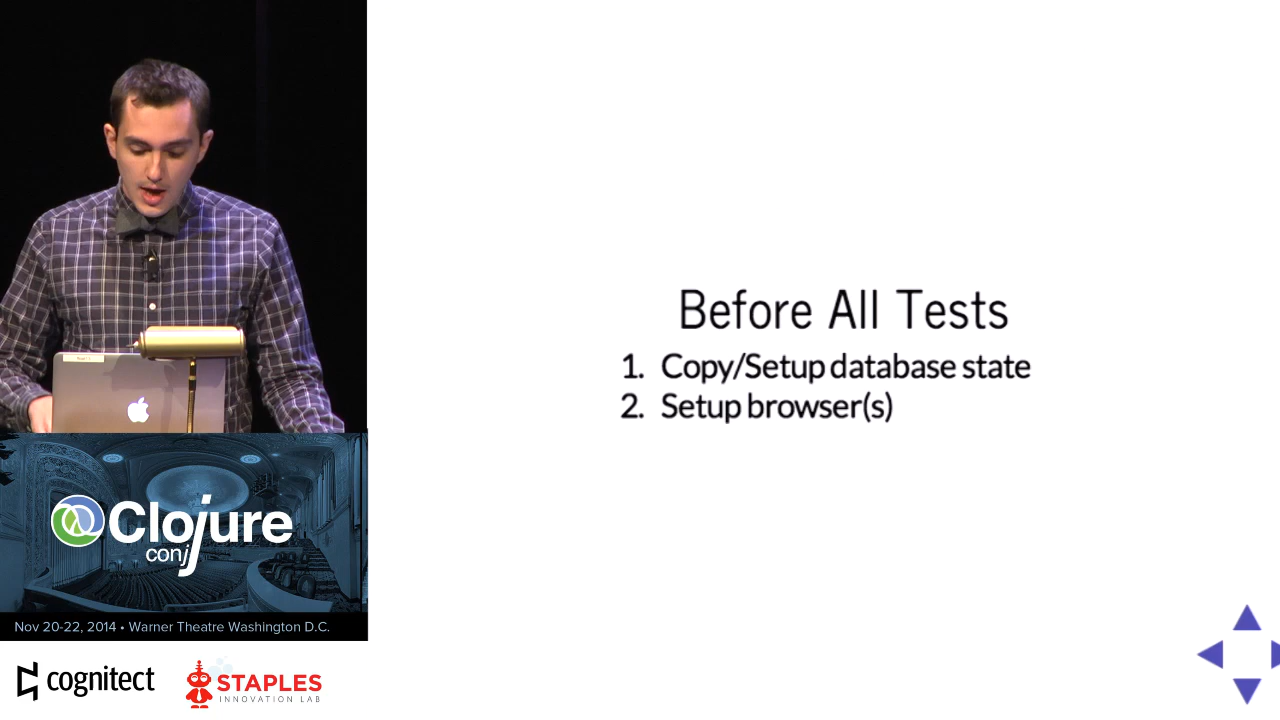 Before All Tests
1. Copy/Setup database state
2. Setup browser(s)
Clojure
conj
Nov 20-22, 2014 • Warner Theatre Washington D.C.
cognitect
STAPLES
INNOVATION LAB